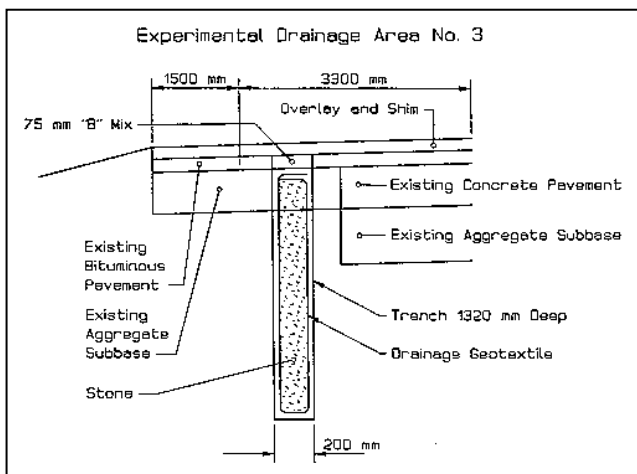 Experimental Drainage Area No. 3
1500 mm
3300 mm
Overlay and Shim
75 mm "B" Mix
Existing Concrete Pavement
Existing Aggregate Subbase
Existing
Bituminous
Pavement
Existing
Aggregate
Subbase
Trench 1320 mm Deep
Drainage Geotextile
Stone
200 mm